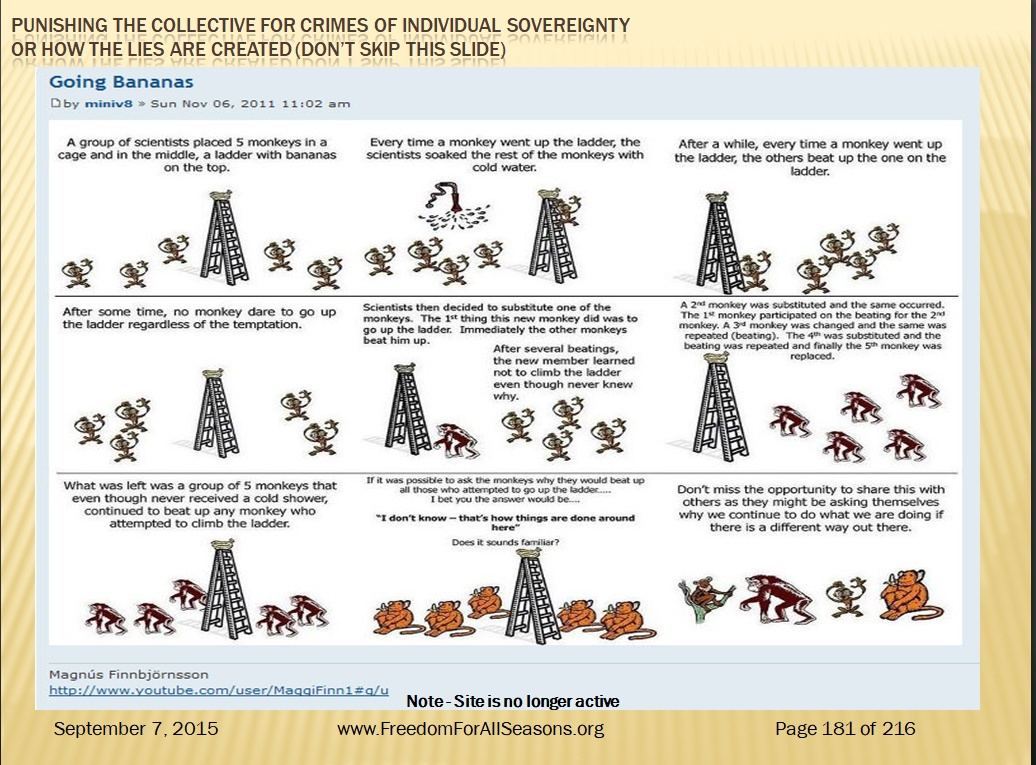 PUNISHING THE COLLECTIVE FOR CRIMES OF INDIVIDUAL SOVEREIGNTY
OR HOW THE LIES ARE CREATED (DON'T SKIP THIS SLIDE)
Going Bananas
by miniv8 » Sun Nov 06, 2011 11:02 am
A group of scientists placed 5 monkeys in a
cage and in the middle, a ladder with bananas
on the top.
Every time a monkey went up the ladder, the
scientists soaked the rest of the monkeys with
cold water.
After a while, every time a monkey went up
the ladder, the others beat up the one on the
ladder.
After some time, no monkey dare to go up
the ladder regardless of the temptation.
Scientists then decided to substitute one of the
monkeys. The 1st thing this new monkey did was to
go up the ladder. Immediately the other monkeys
beat him up.
After several beatings,
the new member learned
not to climb the ladder
even though never knew
why.
A 2nd monkey was substituted and the same occurred.
The 1st monkey participated on the beating for the 2nd
monkey. A 3rd monkey was changed and the same was
repeated (beating). The 4th was substituted and the
beating was repeated and finally the 5th monkey was
replaced.
What was left was a group of 5 monkeys that
even though never received a cold shower,
continued to beat up any monkey who
attempted to climb the ladder.
If it was possible to ask the monkeys why they would beat up
all those who attempted to go up the ladder.....
I bet you the answer would be....
"I don't know – that's how things are done around
here"
Does it sounds familiar?
Don't miss the opportunity to share this with
others as they might be asking themselves
why we continue to do what we are doing if
there is a different way out there.
Magnús Finnbjörnsson
http://www.youtube.com/user/MaggiFinn1#g/u
Note - Site is no longer active
September 7, 2015
www.FreedomForAllSeasons.org
Page 181 of 216